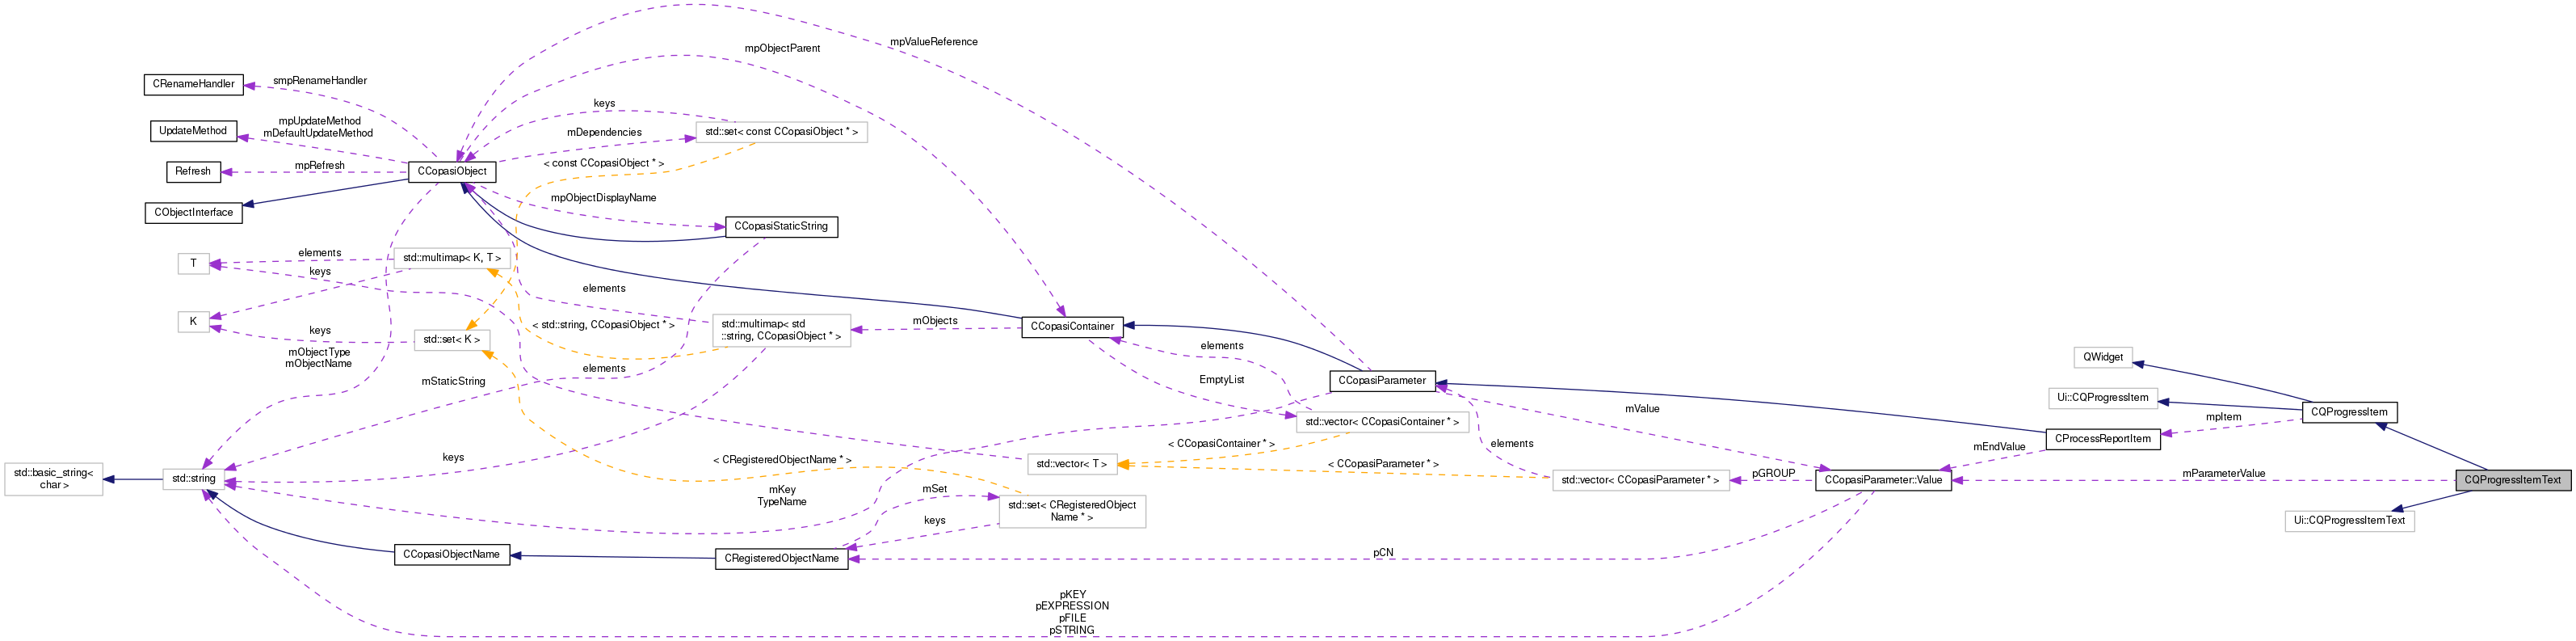 mpValueReference
mpObjectParent
CRenameHandler
smpRenameHandler
keys
mpUpdateMethod
mDefaultUpdateMethod
UpdateMethod
mDependencies
std::set< const CCopasiObject * >
mpRefresh
Refresh
CCopasiObject
< const CCopasiObject * >
CObjectInterface
mpObjectDisplayName
CCopasiStaticString
elements
T
keys
std::multimap< K, T >
elements
K
keys
std::set< K >
< std::string, CCopasiObject * >
std::multimap< std
::string, CCopasiObject * >
mObjects
CCopasiContainer
mObjectType
mObjectName
elements
mStaticString
elements
EmptyList
CCopasiParameter
QWidget
Ui::CQProgressItem
mValue
CQProgressItem
mpItem
std::vector< CCopasiContainer * >
CProcessReportItem
elements
mEndValue
< CCopasiContainer * >
keys
< CRegisteredObjectName * >
std::vector< T >
< CCopasiParameter * >
std::basic_string<
char >
std::string
mKey
TypeName
mSet
std::set< CRegisteredObject
Name * >
std::vector< CCopasiParameter * >
pGROUP
CCopasiParameter::Value
mParameterValue
CQProgressItemText
keys
Ui::CQProgressItemText
CCopasiObjectName
CRegisteredObjectName
pCN
pKEY
pEXPRESSION
pFILE
pSTRING